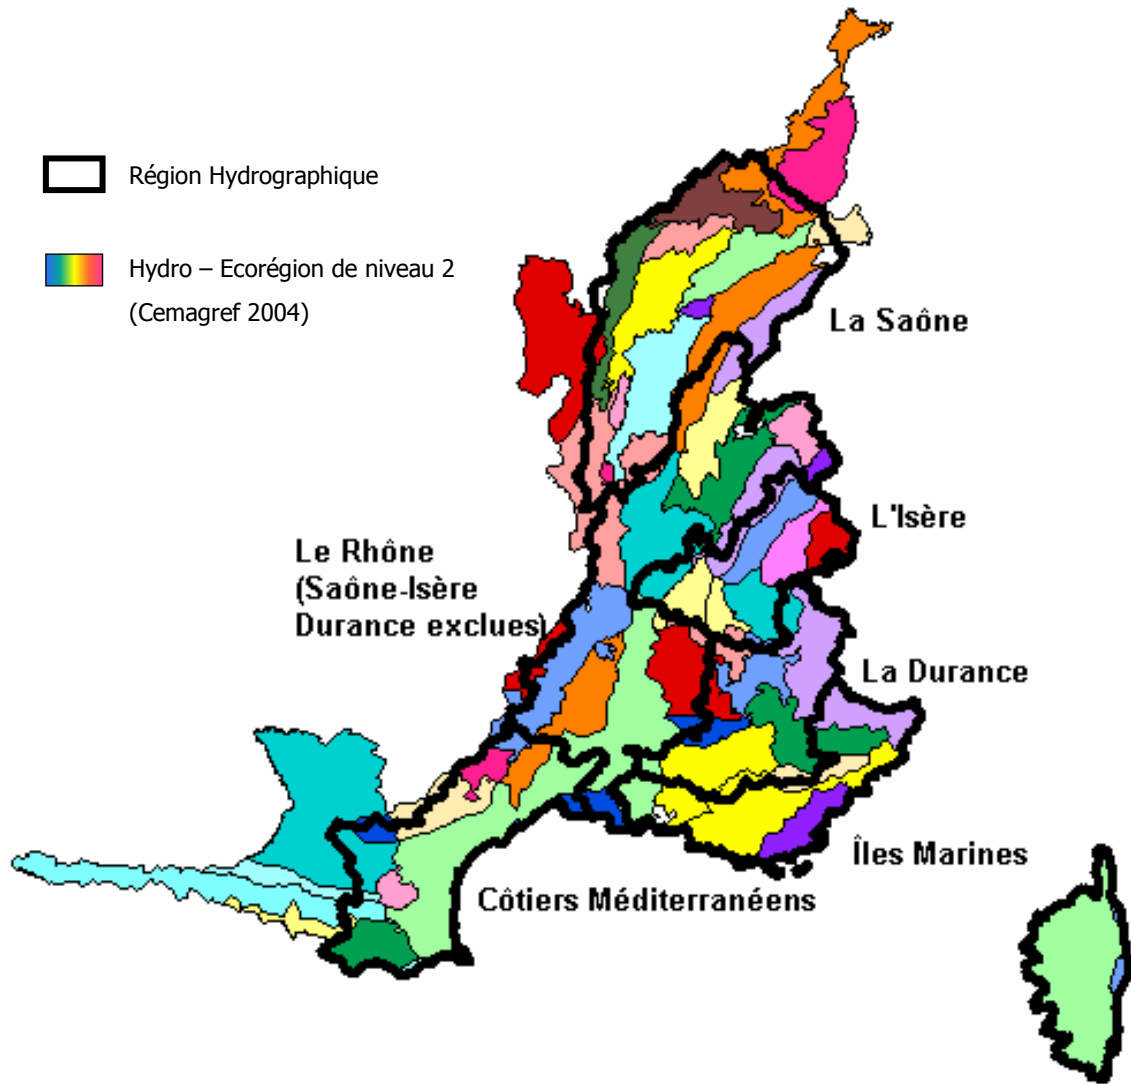 Région Hydrographique
Hydro – Ecorégion de niveau 2
(Cemagref 2004)
La Saône
L'Isère
Le Rhône
(Saône-Isère
Durance exclues)
La Durance
Îles Marines
Côtiers Méditerranéens